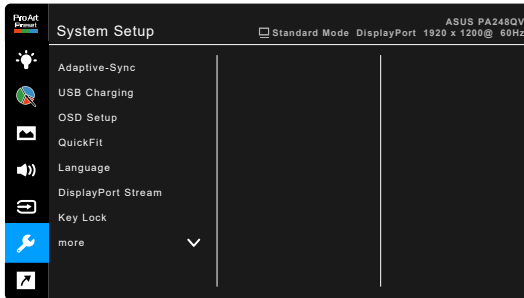 ProArt
Preset
System Setup
ASUS PA248QV
Standard Mode DisplayPort 1920 x 1200@ 60Hz
Adaptive-Sync
USB Charging
OSD Setup
QuickFit
Language
DisplayPort Stream
Key Lock
more